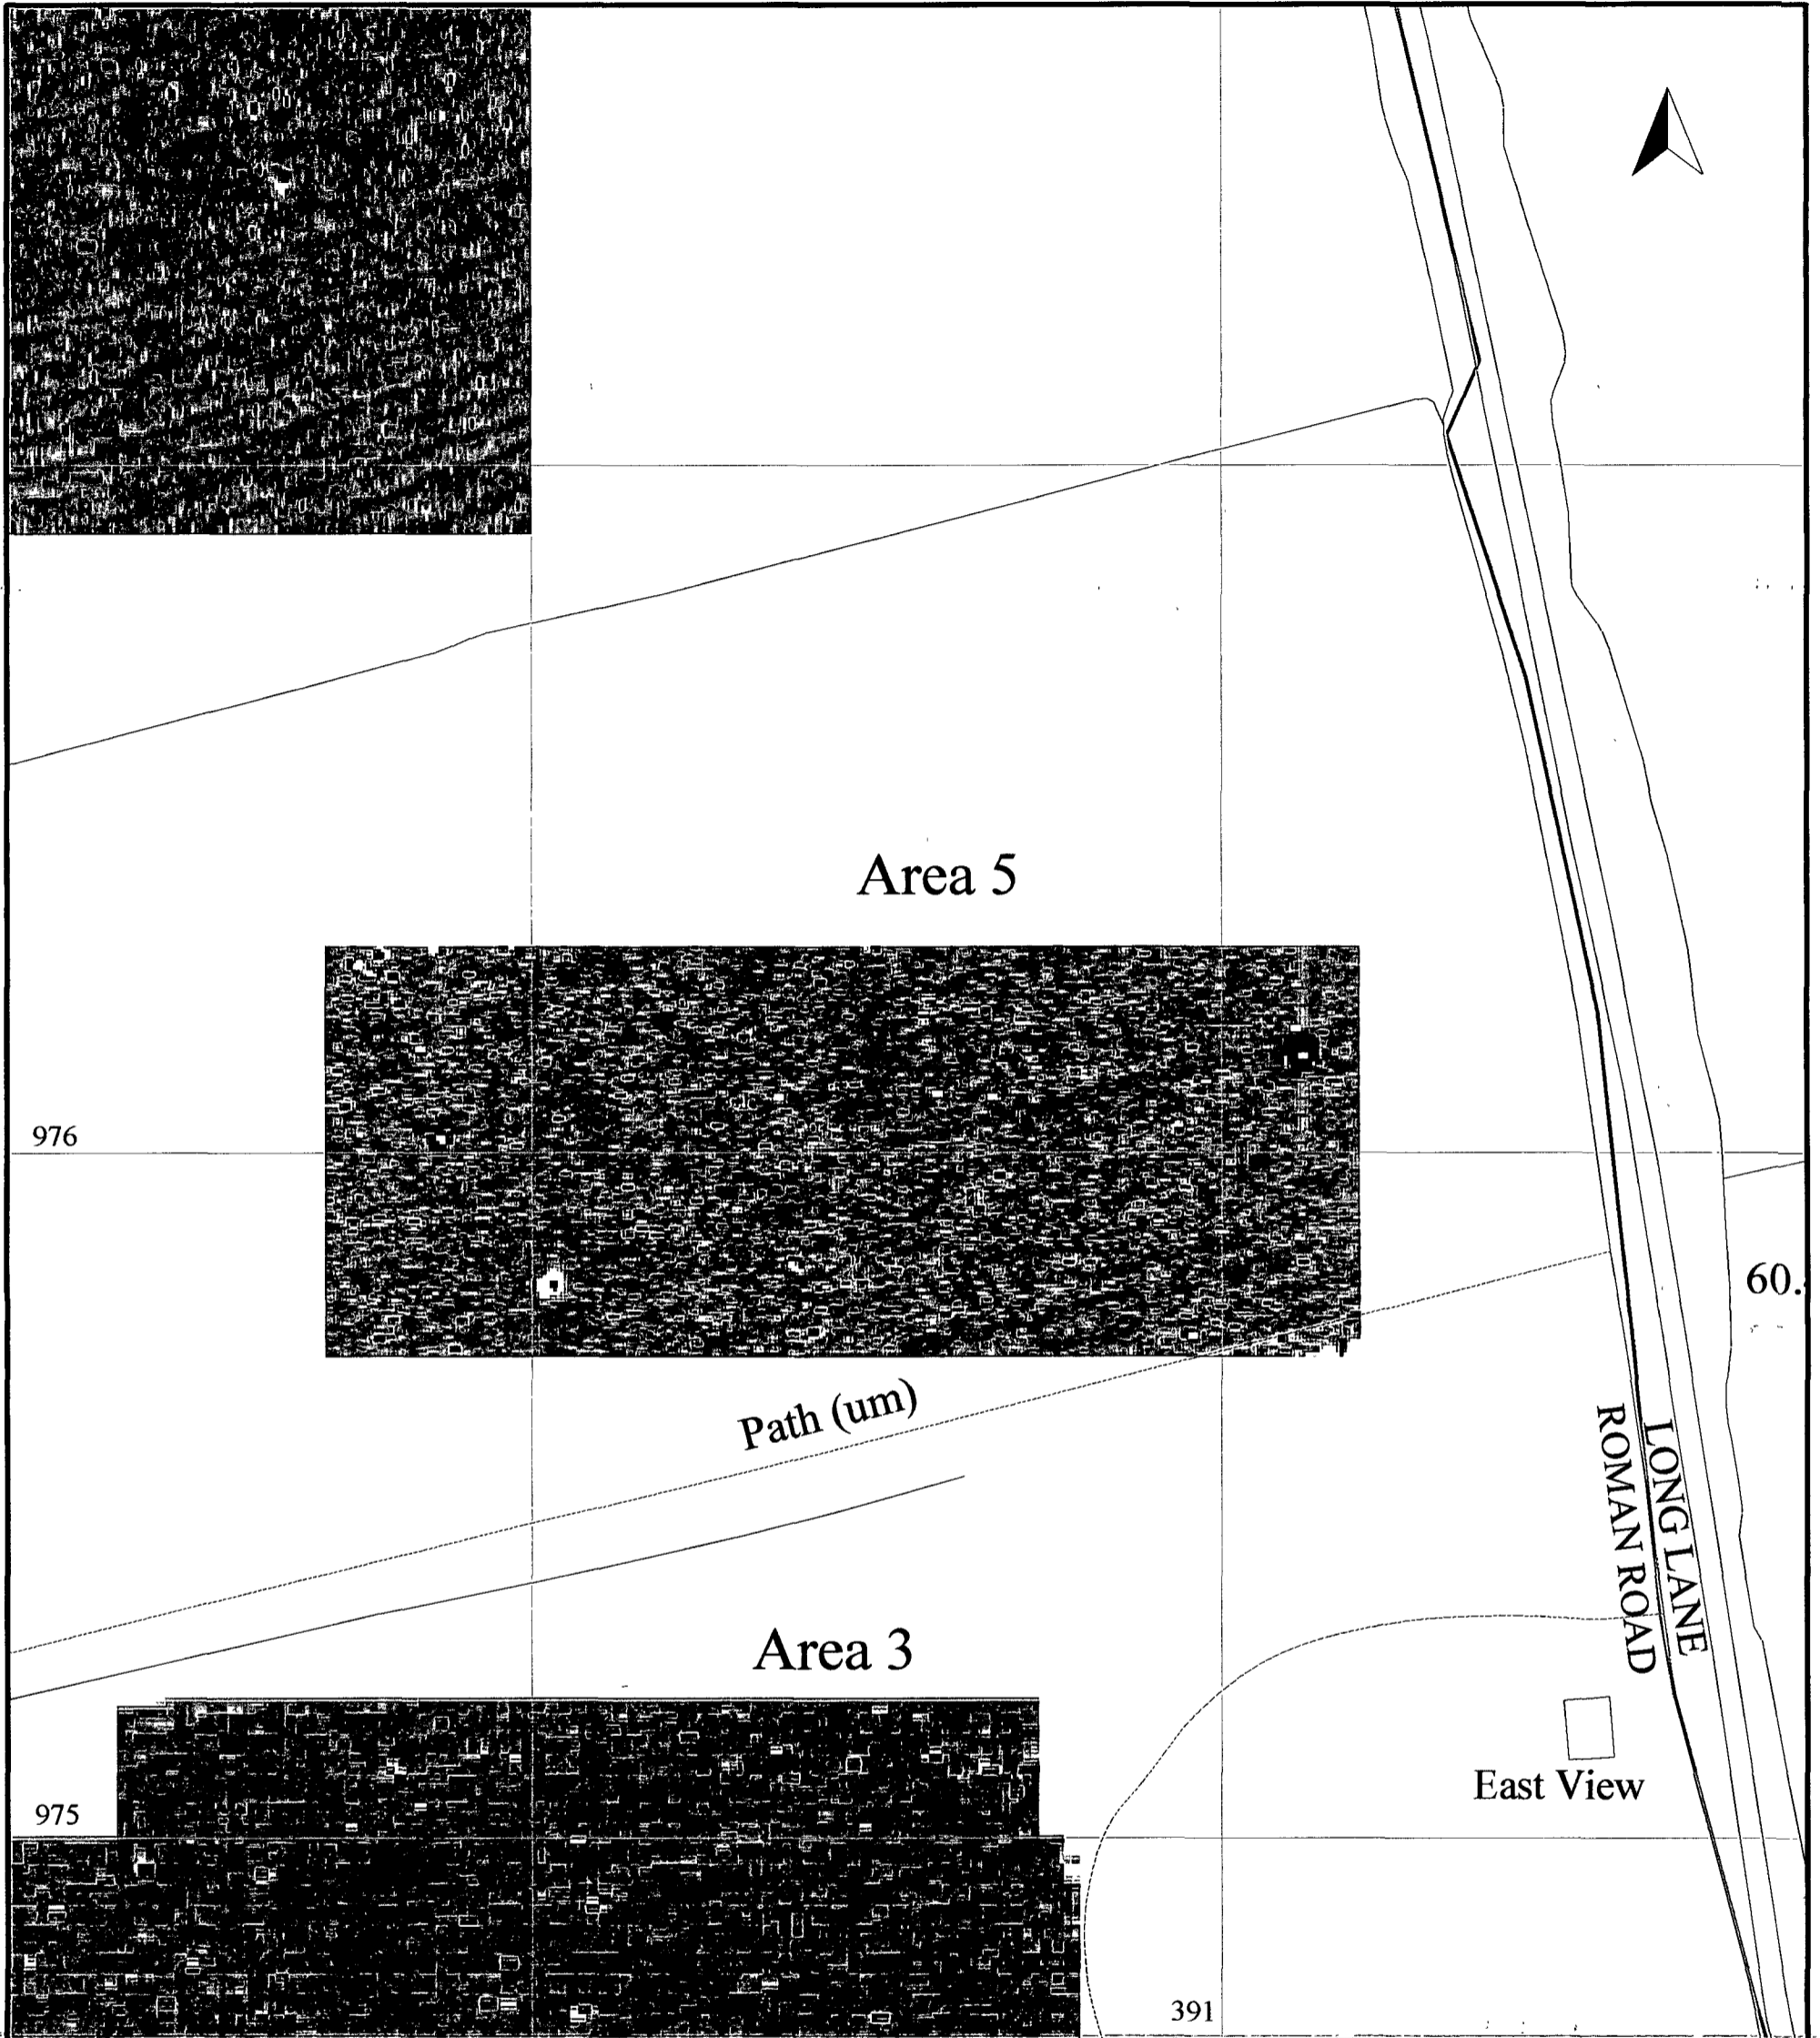 Area 5
976
60.
Path (um)
LONG LANE
ROMAN ROAD
Area 3
East View
975
391